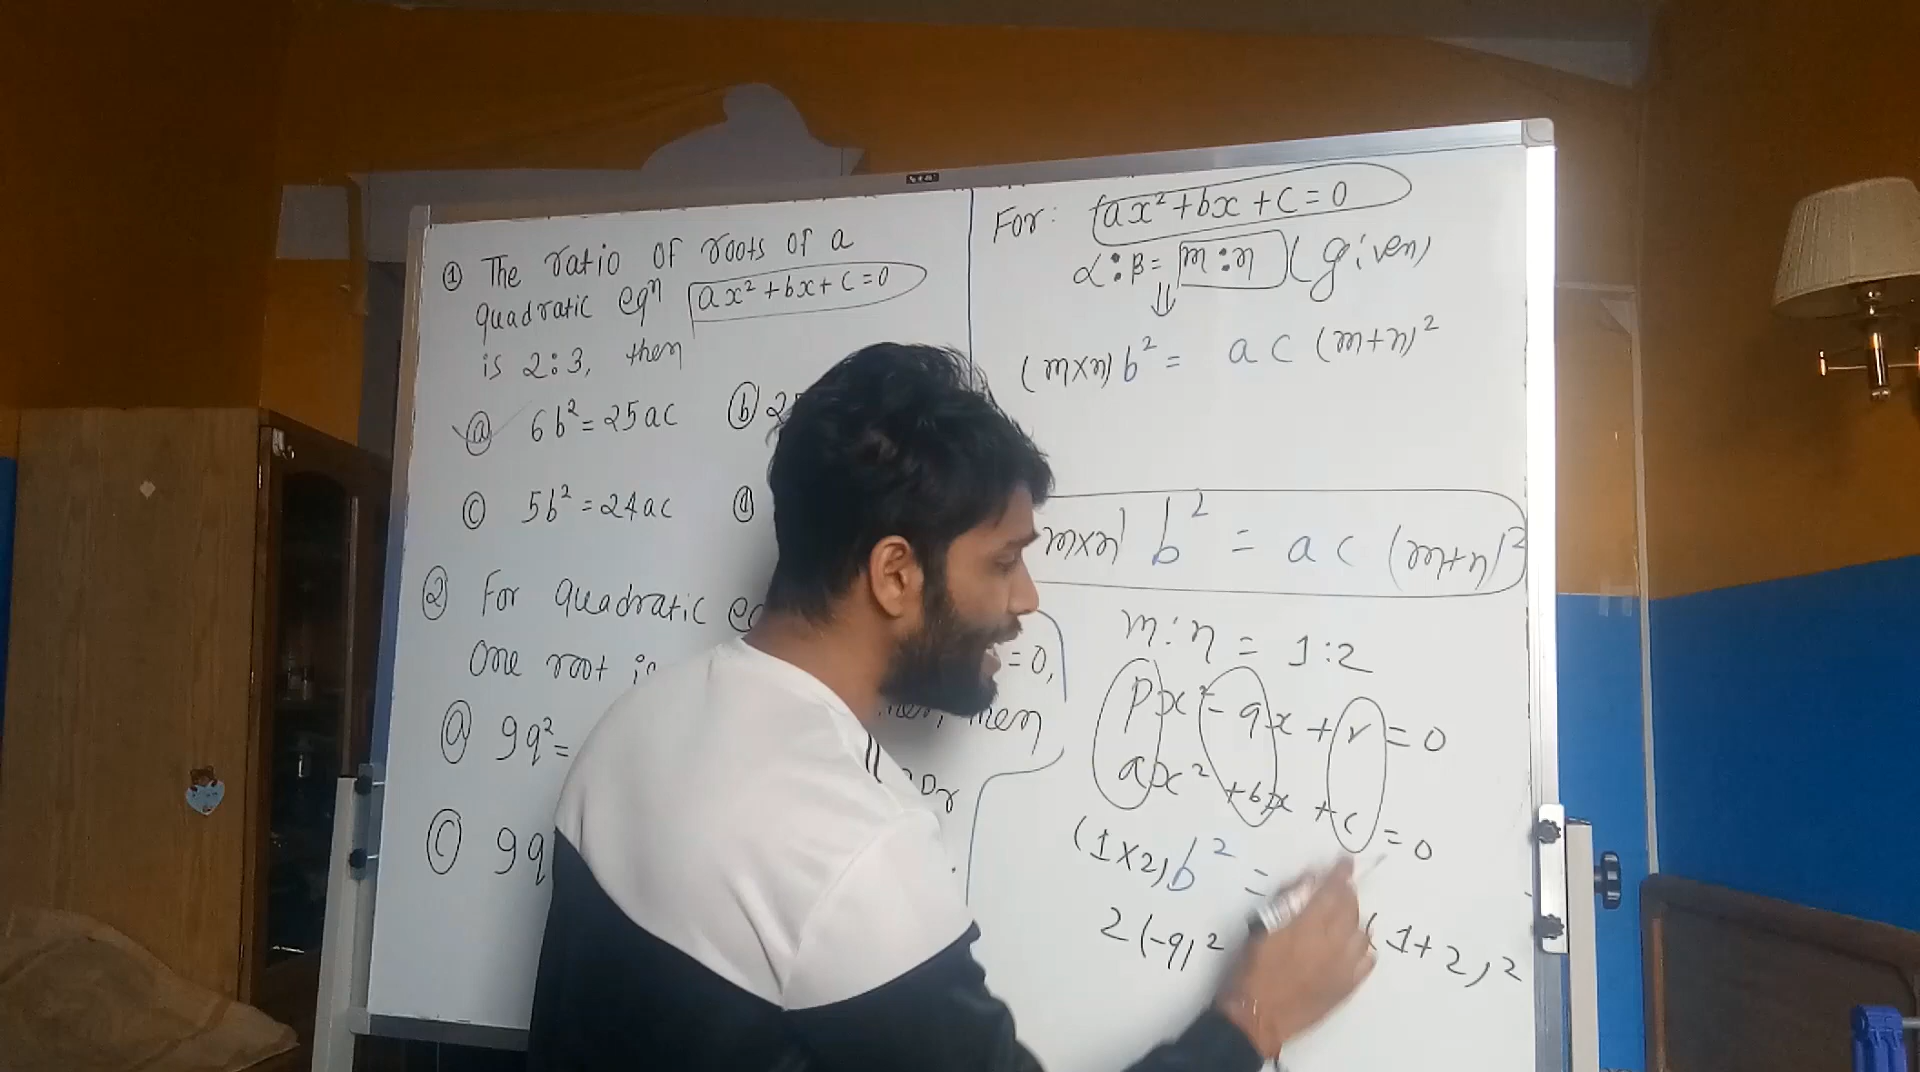 ① The ratio of roots of a
quadratic eqⁿ ax² + bx + c = 0
is 2:3, then
ⓐ 6b² = 25ac ⓑ 2
ⓒ 5b² = 24ac ⓓ
② For quadratic
One root = 0,
then
ⓐ 9q² =
ⓒ 9q
For: ax² + bx + c = 0
α:β = m:n (given)
⇓
(m×n) b² = ac (m+n)²
m×n) b² = ac (m+n)²
m:n = 1:2
px² - qx + r = 0
ax² + bx + c = 0
(1×2) b² =
2(-q)² (1+2)²